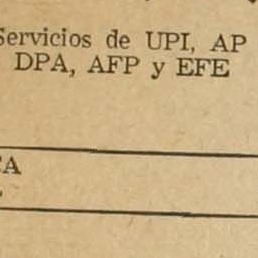 Servicios de UPI, AP
DPA, AFP y EFE